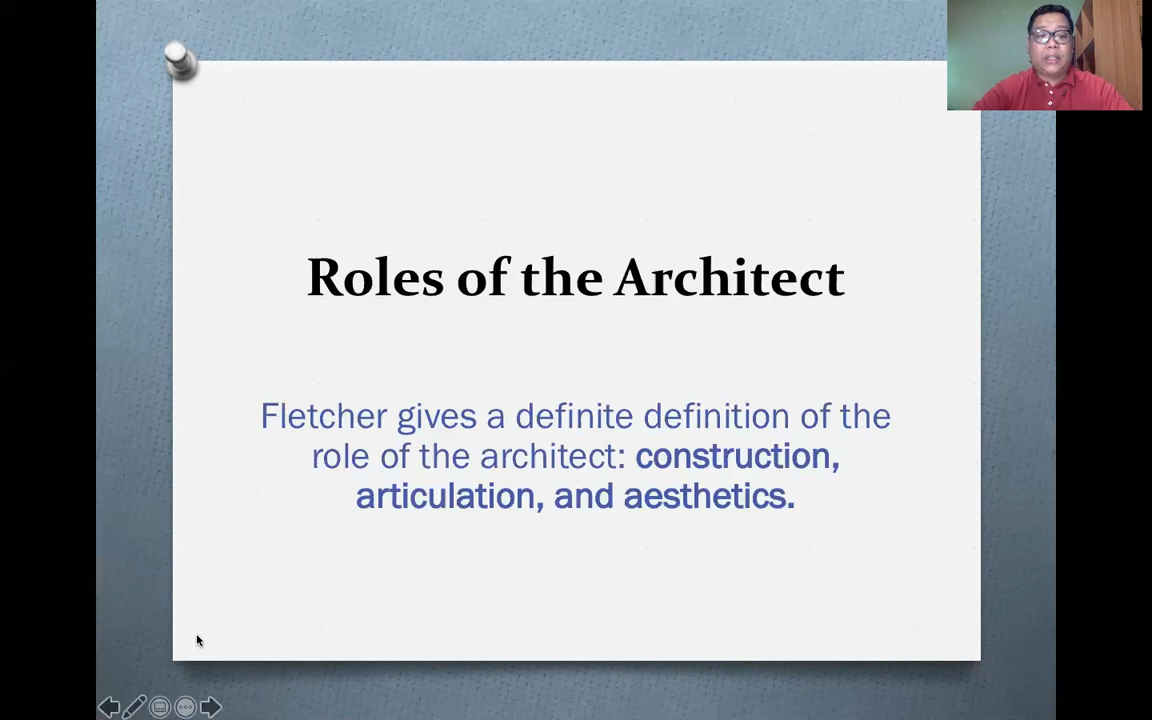 Roles of the Architect
Fletcher gives a definite definition of the
role of the architect: construction,
articulation, and aesthetics.